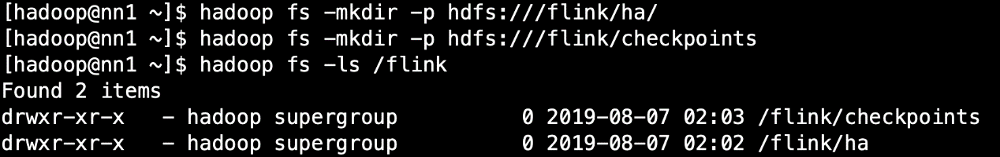 [hadoop@nn1 ~]$ hadoop fs -mkdir -p hdfs:///flink/ha/
[hadoop@nn1 ~]$ hadoop fs -mkdir -p hdfs:///flink/checkpoints
[hadoop@nn1 ~]$ hadoop fs -ls /flink
Found 2 items
drwxr-xr-x   - hadoop supergroup          0 2019-08-07 02:03 /flink/checkpoints
drwxr-xr-x   - hadoop supergroup          0 2019-08-07 02:02 /flink/ha